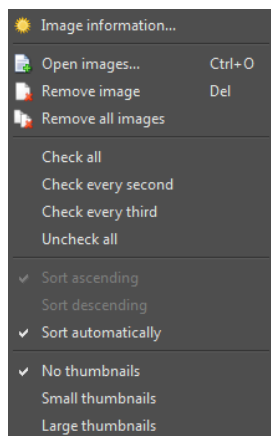 Image information...
Open images... Ctrl+O
Remove image Del
Remove all images
Check all
Check every second
Check every third
Uncheck all
Sort ascending
Sort descending
Sort automatically
No thumbnails
Small thumbnails
Large thumbnails